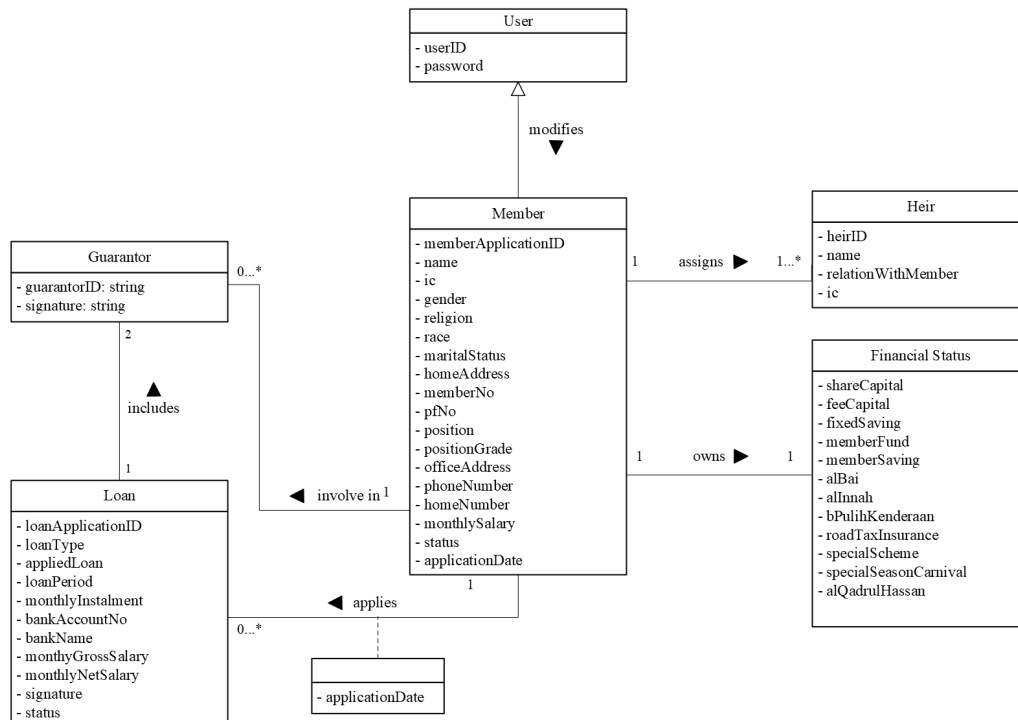 User
- userID
- password
modifies
Member
- memberApplicationID
- name
- ic
- gender
- religion
- race
- maritalStatus
- homeAddress
- memberNo
- pfNo
- position
- positionGrade
- officeAddress
- phoneNumber
- homeNumber
- monthlySalary
- status
- applicationDate
Heir
- heirID
- name
- relationWithMember
- ic
1 assigns 1...*
Financial Status
- shareCapital
- feeCapital
- fixedSaving
- memberFund
- memberSaving
- alBai
- alInnah
- bPulihKenderaan
- roadTaxInsurance
- specialScheme
- specialSeasonCarnival
- alQadrulHassan
1 owns 1
Guarantor
- guarantorID: string
- signature: string
0...*
2
includes
1
involve in 1
Loan
- loanApplicationID
- loanType
- appliedLoan
- loanPeriod
- monthlyInstalment
- bankAccountNo
- bankName
- monthyGrossSalary
- monthlyNetSalary
- signature
- status
1
applies
0...*
- applicationDate